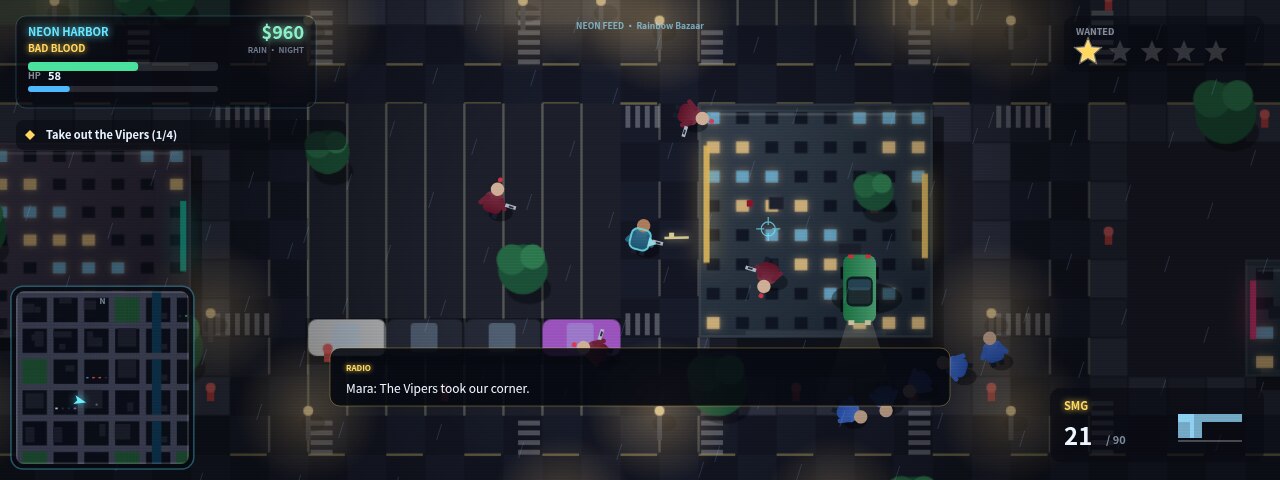 NEON HARBOR
$960
BAD BLOOD
RAIN • NIGHT
HP 58
Take out the Vipers (1/4)
NEON FEED • Rainbow Bazaar
WANTED
N
RADIO
Mara: The Vipers took our corner.
SMG
21 / 90